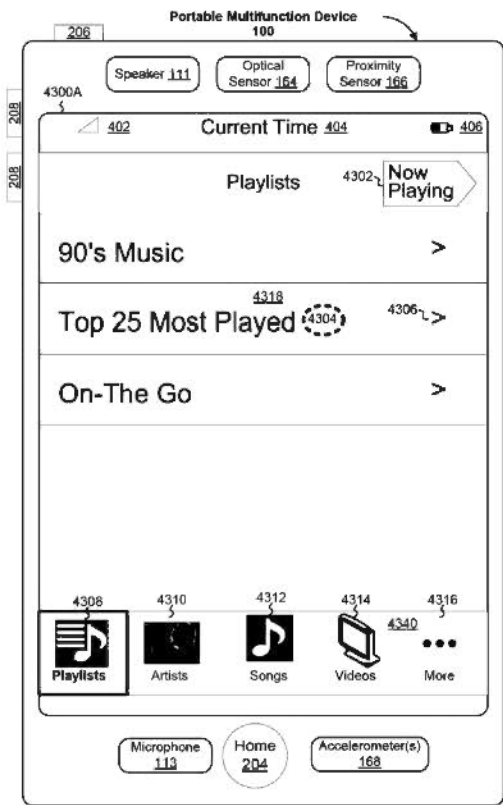 Portable Multifunction Device
100
206
Speaker 111
Optical
Sensor 164
Proximity
Sensor 166
4300A
208
402
Current Time 404
406
208
Playlists
4302
Now
Playing
90's Music
>
4318
Top 25 Most Played
4304
4306
>
On-The Go
>
4308
4310
4312
4314
4316
4340
Playlists
Artists
Songs
Videos
More
Microphone
113
Home
204
Accelerometer(s)
168